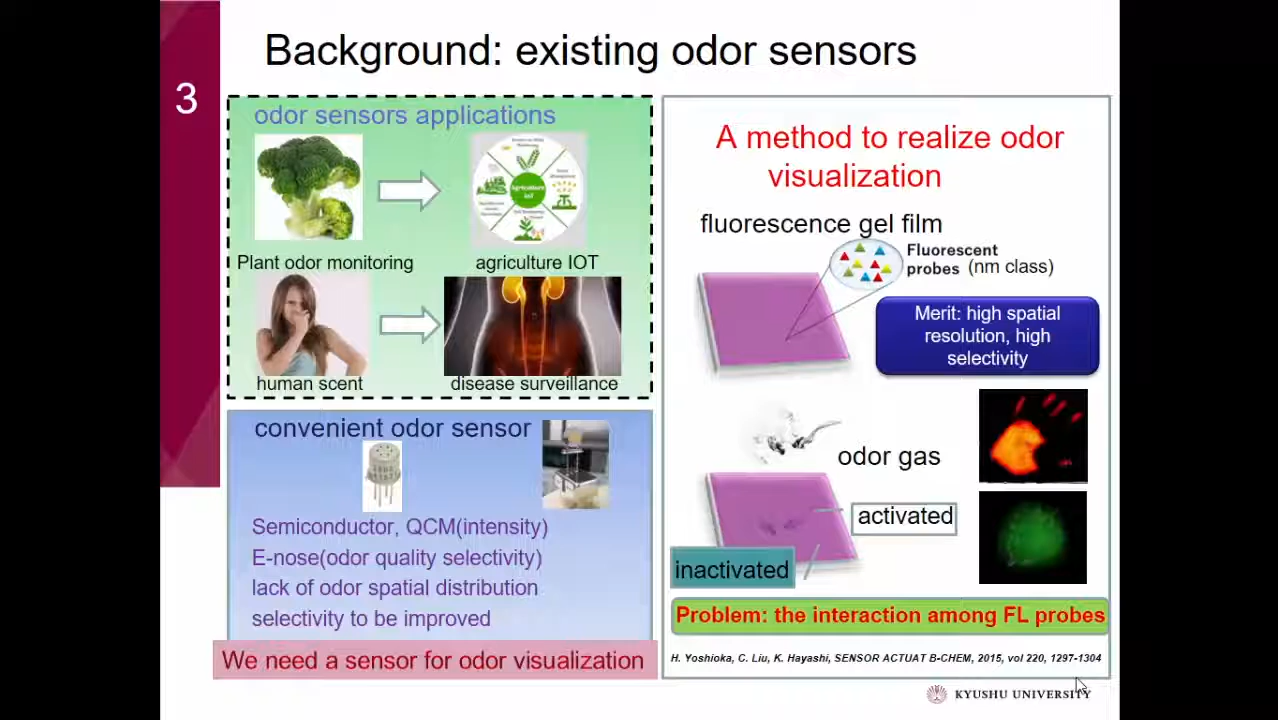 Background: existing odor sensors
3
odor sensors applications
Agriculture
IoT
Plant odor monitoring
agriculture IOT
human scent
disease surveillance
convenient odor sensor
Semiconductor, QCM(intensity)
E-nose(odor quality selectivity)
lack of odor spatial distribution
selectivity to be improved
We need a sensor for odor visualization
A method to realize odor
visualization
fluorescence gel film
Fluorescent
probes (nm class)
Merit: high spatial
resolution, high
selectivity
odor gas
activated
inactivated
Problem: the interaction among FL probes
H. Yoshioka, C. Liu, K. Hayashi, SENSOR ACTUAT B-CHEM, 2015, vol 220, 1297-1304
KYUSHU UNIVERSITY